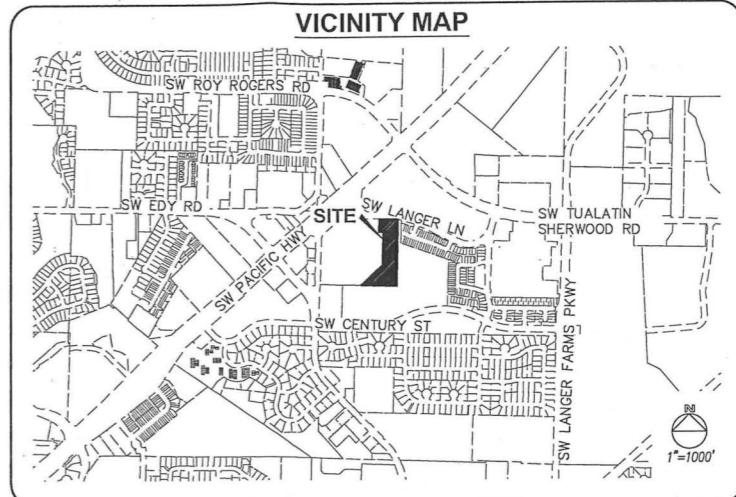 VICINITY MAP
SW ROY ROGERS RD
SW EDY RD
SITE
SW LANGER LN
SW TUALATIN
SHERWOOD RD
SW PACIFIC HWY
SW CENTURY ST
SW LANGER FARMS PKWY
N
1"=1000'